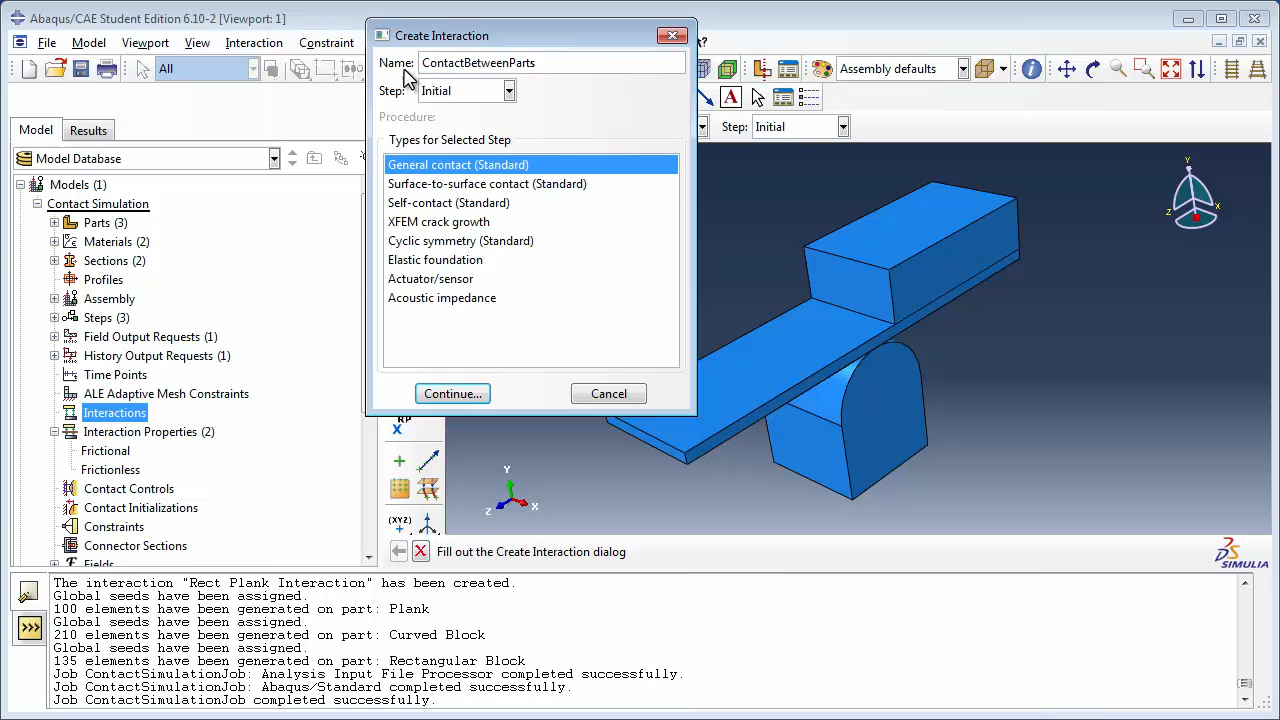 Abaqus/CAE Student Edition 6.10-2 [Viewport: 1]
File Model Viewport View Interaction Constraint
All
Assembly defaults
A
Step: Initial
Model Results
Model Database
Models (1)
Contact Simulation
Parts (3)
Materials (2)
Sections (2)
Profiles
Assembly
Steps (3)
Field Output Requests (1)
History Output Requests (1)
Time Points
ALE Adaptive Mesh Constraints
Interactions
Interaction Properties (2)
Frictional
Frictionless
Contact Controls
Contact Initializations
Constraints
Connector Sections
Fields
Create Interaction
Name: ContactBetweenParts
Step: Initial
Procedure:
Types for Selected Step
General contact (Standard)
Surface-to-surface contact (Standard)
Self-contact (Standard)
XFEM crack growth
Cyclic symmetry (Standard)
Elastic foundation
Actuator/sensor
Acoustic impedance
Continue... Cancel
RP
(XYZ)
Y
Z X
Y
Z X
Fill out the Create Interaction dialog
SIMULIA
>>>
The interaction "Rect Plank Interaction" has been created.
Global seeds have been assigned.
100 elements have been generated on part: Plank
Global seeds have been assigned.
210 elements have been generated on part: Curved Block
Global seeds have been assigned.
135 elements have been generated on part: Rectangular Block
Job ContactSimulationJob: Analysis Input File Processor completed successfully.
Job ContactSimulationJob: Abaqus/Standard completed successfully.
Job ContactSimulationJob completed successfully.